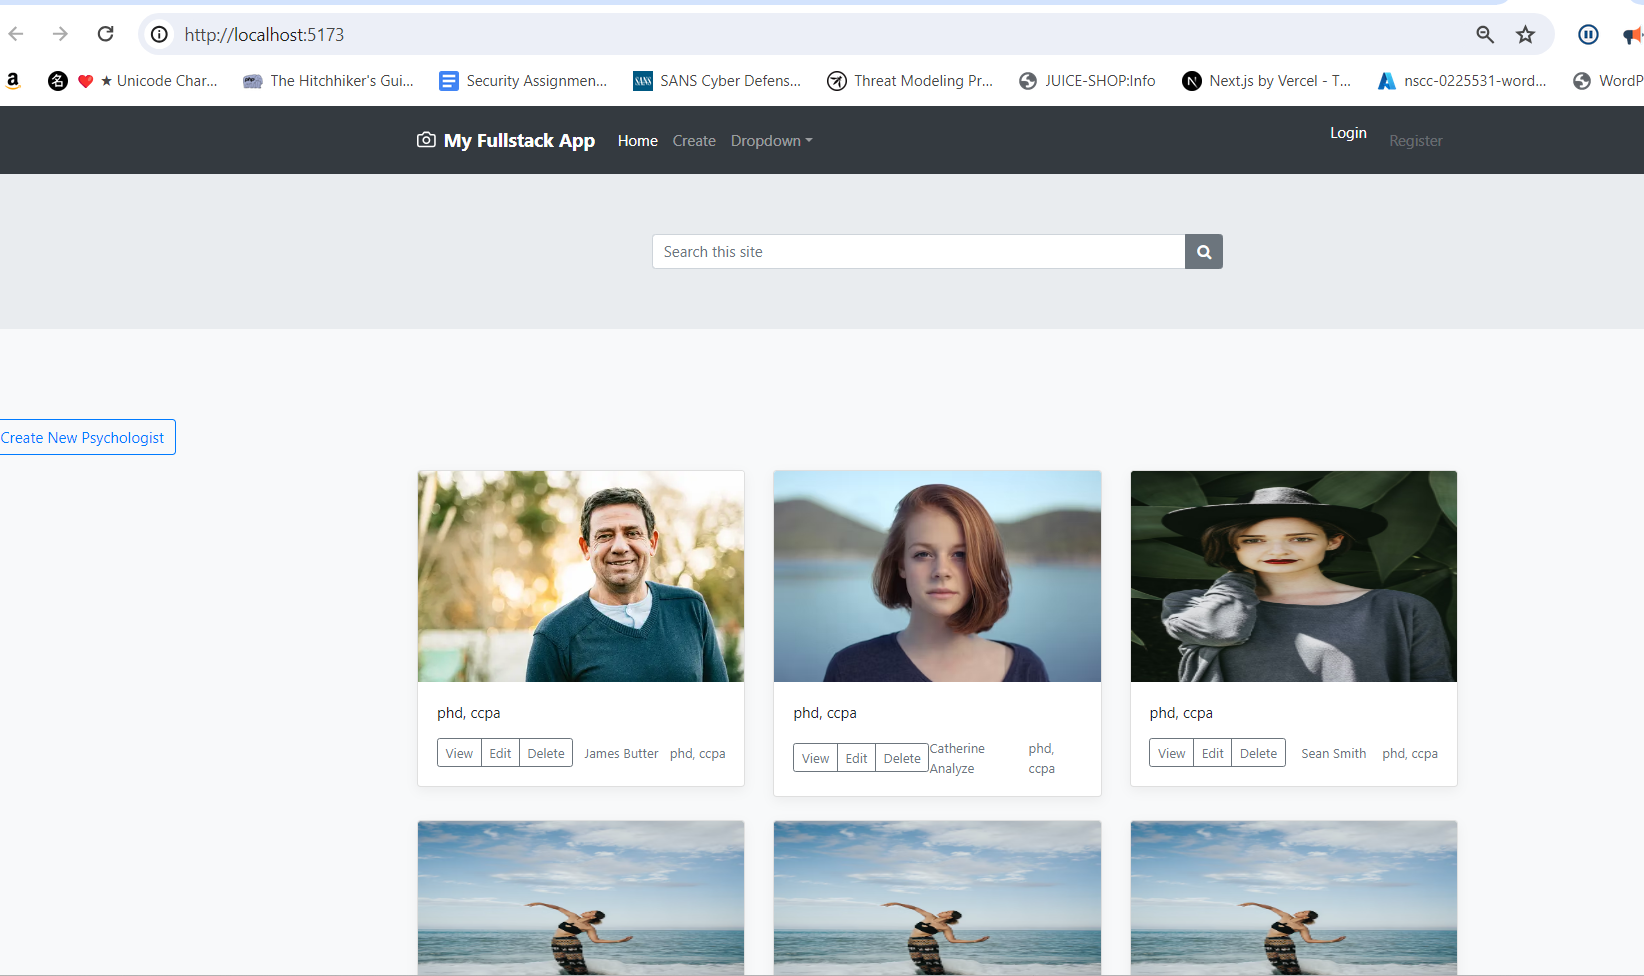 http://localhost:5173
a 名 ❤️ ★ Unicode Char... php The Hitchhiker's Gui... Security Assignmen... SANS SANS Cyber Defens... Threat Modeling Pr... JUICE-SHOP:Info N Next.js by Vercel - T... nscc-0225531-word... WordP
My Fullstack App Home Create Dropdown Login Register
Search this site
Create New Psychologist
phd, ccpa
View Edit Delete James Butter phd, ccpa
phd, ccpa
View Edit Delete Catherine Analyze phd, ccpa
phd, ccpa
View Edit Delete Sean Smith phd, ccpa